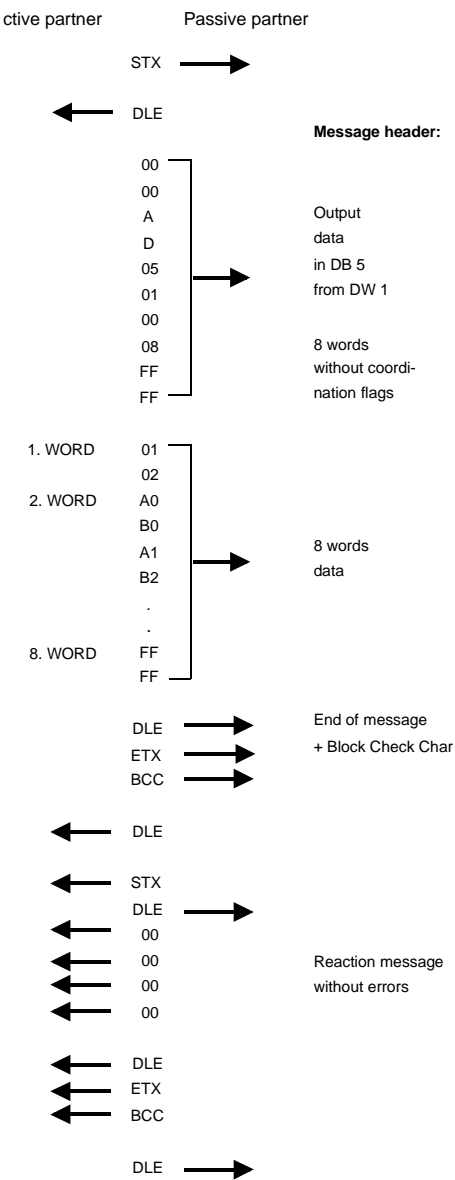 ctive partner Passive partner
STX
DLE
Message header:
00
00
A Output
D data
05 in DB 5
01 from DW 1
00
08 8 words
FF without coordi-
FF nation flags
1. WORD 01
02
2. WORD A0
B0
A1 8 words
B2 data
.
.
8. WORD FF
FF
DLE End of message
ETX + Block Check Char
BCC
DLE
STX
DLE
00
00 Reaction message
00 without errors
00
DLE
ETX
BCC
DLE